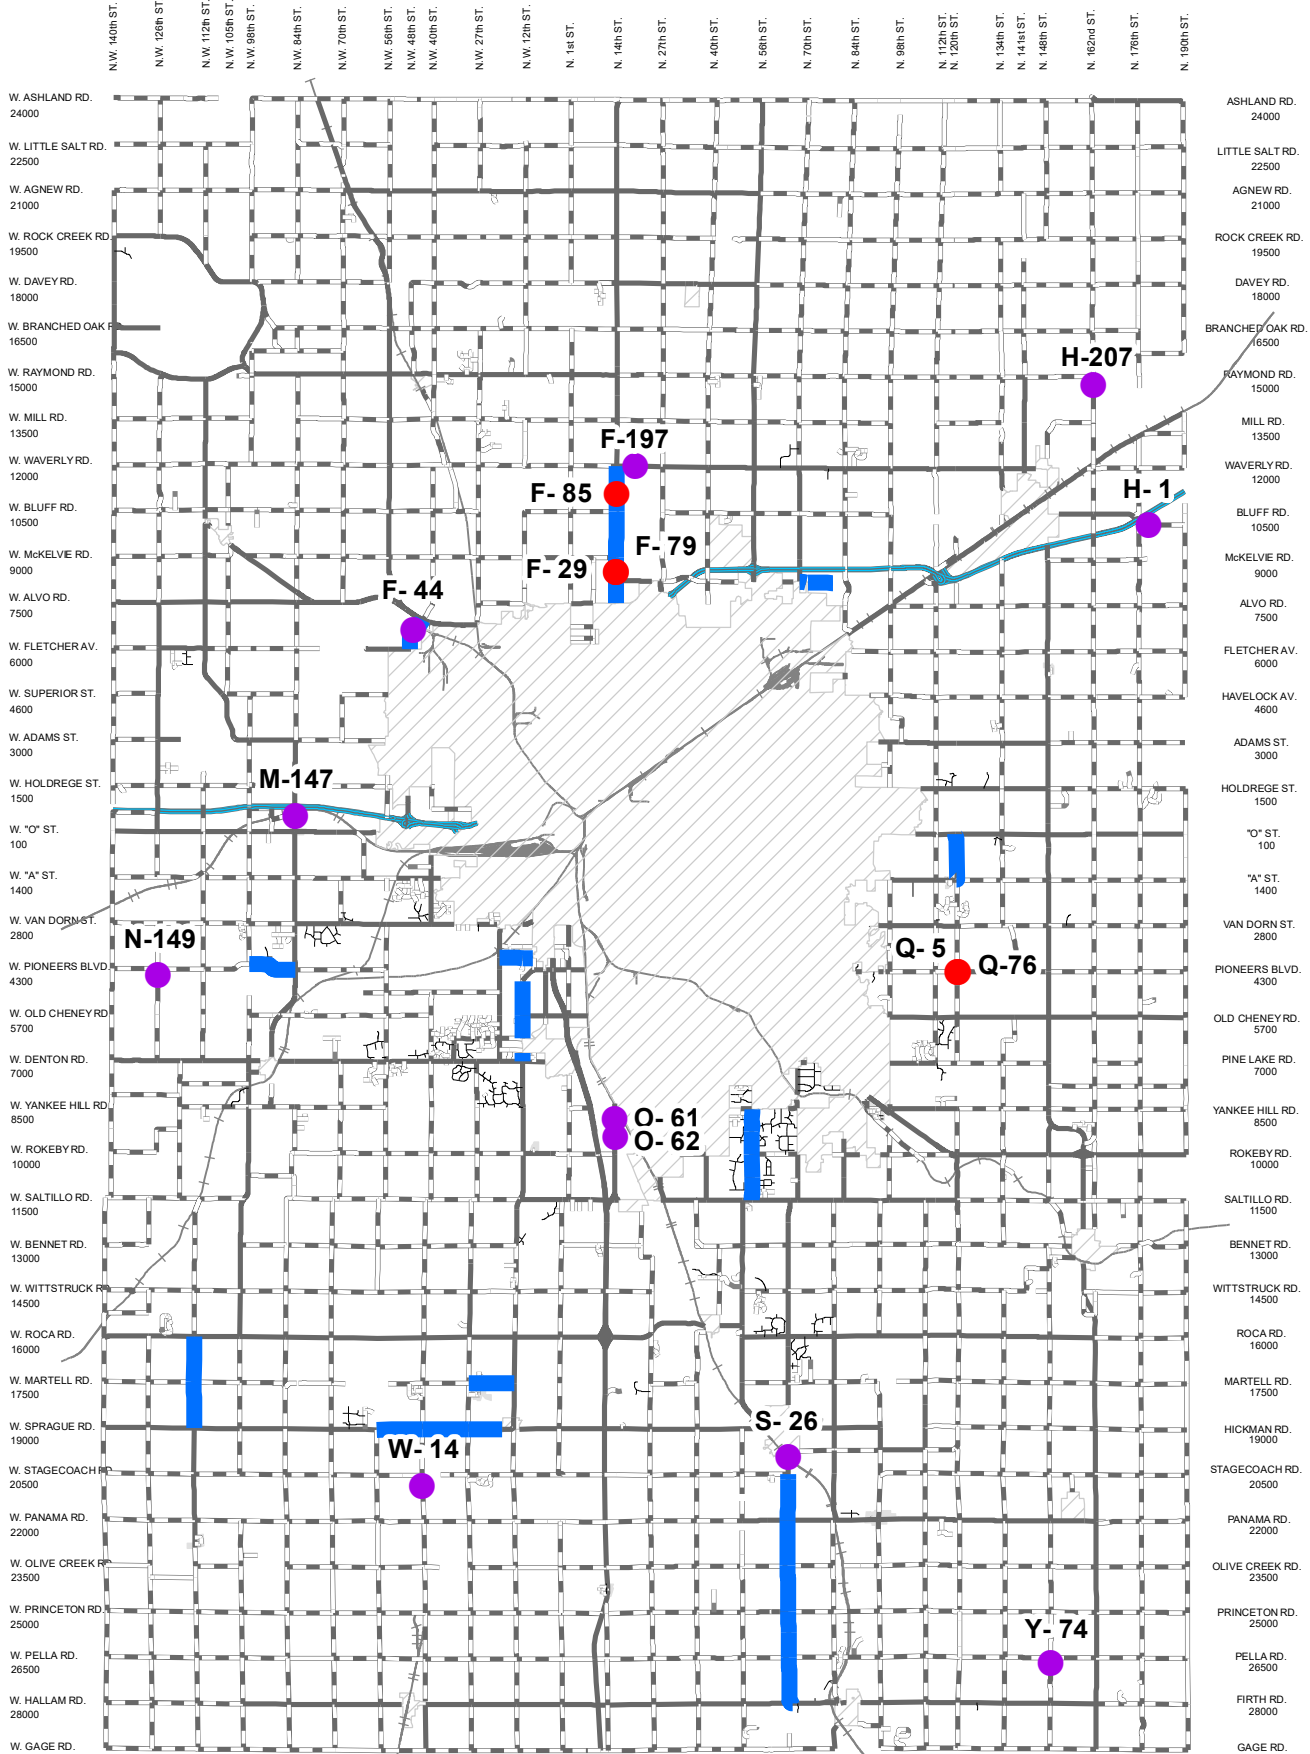 N.W. 140th ST.
N.W. 126th ST
N.W. 112th ST.
N.W. 105th ST.
N.W. 98th ST.
N.W. 84th ST.
N.W. 70th ST.
N.W. 56th ST.
N.W. 48th ST.
N.W. 40th ST.
N.W. 27th ST.
N.W. 12th ST.
N. 1st ST.
N. 14th ST.
N. 27th ST.
N. 40th ST.
N. 56th ST.
N. 70th ST.
N. 84th ST.
N. 98th ST.
N. 112th ST.
N. 120th ST.
N. 134th ST.
N. 141st ST.
N. 148th ST.
N. 162nd ST.
N. 176th ST.
N. 190th ST.
W. ASHLAND RD.
24000
W. LITTLE SALT RD.
22500
W. AGNEW RD.
21000
W. ROCK CREEK RD.
19500
W. DAVEY RD.
18000
W. BRANCHED OAK R
16500
W. RAYMOND RD.
15000
W. MILL RD.
13500
W. WAVERLY RD.
12000
W. BLUFF RD.
10500
W. McKELVIE RD.
9000
W. ALVO RD.
7500
W. FLETCHER AV.
6000
W. SUPERIOR ST.
4600
W. ADAMS ST.
3000
W. HOLDREGE ST.
1500
W. "O" ST.
100
W. "A" ST.
1400
W. VAN DORN ST.
2800
W. PIONEERS BLVD.
4300
W. OLD CHENEY RD
5700
W. DENTON RD.
7000
W. YANKEE HILL RD
8500
W. ROKEBY RD.
10000
W. SALTILLO RD.
11500
W. BENNET RD.
13000
W. WITTSTRUCK R
14500
W. ROCA RD.
16000
W. MARTELL RD.
17500
W. SPRAGUE RD.
19000
W. STAGECOACH R
20500
W. PANAMA RD.
22000
W. OLIVE CREEK R
23500
W. PRINCETON RD.
25000
W. PELLA RD.
26500
W. HALLAM RD.
28000
W. GAGE RD.
H-207
F-197
F- 85
H- 1
F- 79
F- 29
F- 44
M-147
N-149
Q- 5
Q-76
O- 61
O- 62
S- 26
W- 14
Y- 74
ASHLAND RD.
24000
LITTLE SALT RD.
22500
AGNEW RD.
21000
ROCK CREEK RD.
19500
DAVEY RD.
18000
BRANCHED OAK RD.
16500
RAYMOND RD.
15000
MILL RD.
13500
WAVERLY RD.
12000
BLUFF RD.
10500
McKELVIE RD.
9000
ALVO RD.
7500
FLETCHER AV.
6000
HAVELOCK AV.
4600
ADAMS ST.
3000
HOLDREGE ST.
1500
"O" ST.
100
"A" ST.
1400
VAN DORN ST.
2800
PIONEERS BLVD.
4300
OLD CHENEY RD.
5700
PINE LAKE RD.
7000
YANKEE HILL RD.
8500
ROKEBY RD.
10000
SALTILLO RD.
11500
BENNET RD.
13000
WITTSTRUCK RD.
14500
ROCA RD.
16000
MARTELL RD.
17500
HICKMAN RD.
19000
STAGECOACH RD.
20500
PANAMA RD.
22000
OLIVE CREEK RD.
23500
PRINCETON RD.
25000
PELLA RD.
26500
FIRTH RD.
28000
GAGE RD.